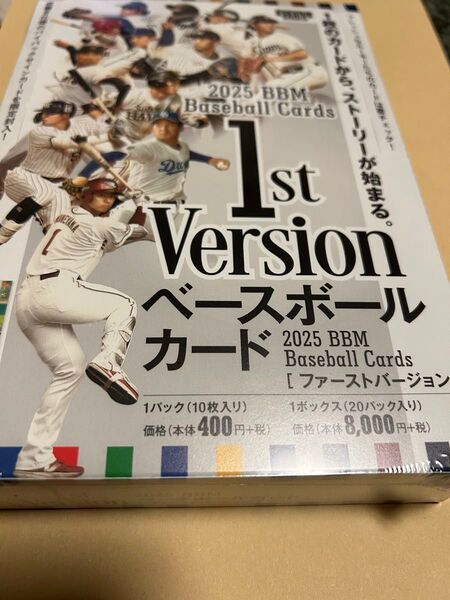 2025 BBM
Baseball Cards
1st
Version
1枚のカードから、ストーリーが始まる。
ベースボール
カード
2025 BBM
Baseball Cards
[ ファーストバージョン
1パック(10枚入り)
価格(本体400円+税)
1ボックス(20パック入り)
価格(本体8,000円+税)